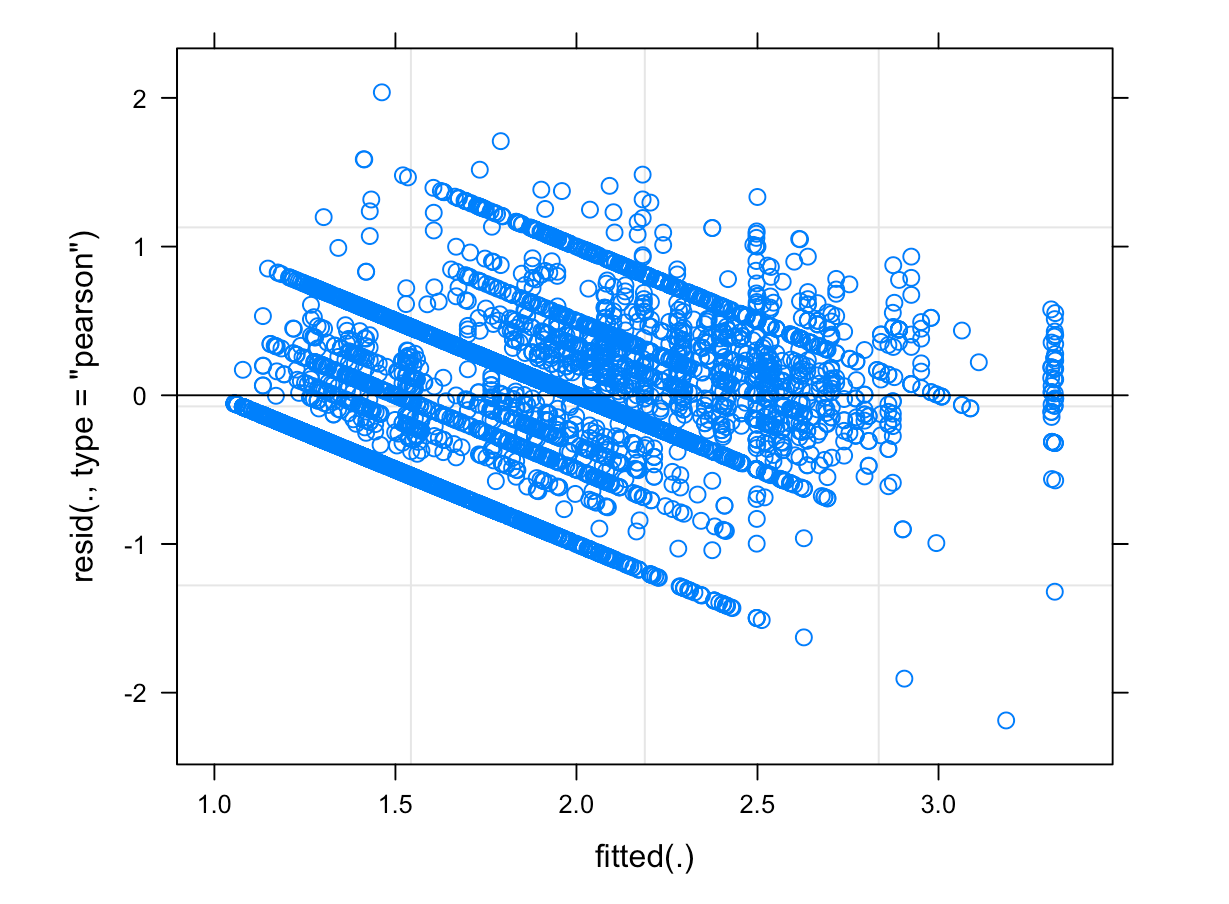 2
1
0
-1
-2
resid(., type = "pearson")
1.0 1.5 2.0 2.5 3.0
fitted(.)